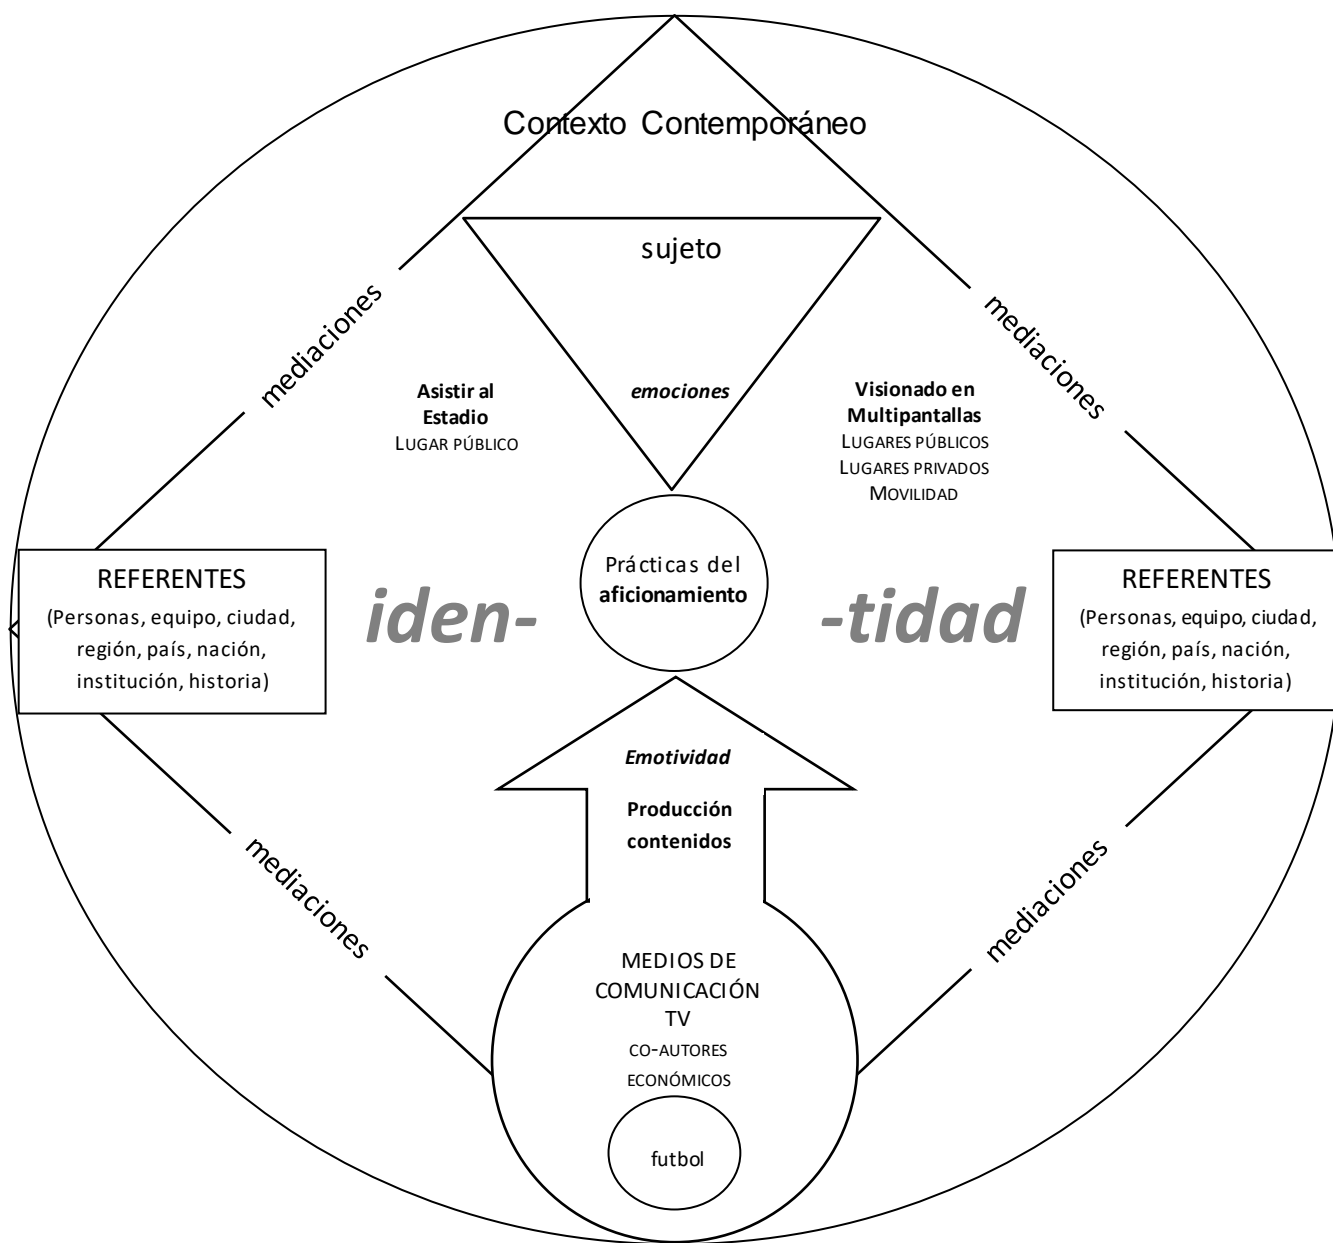 Contexto Contemporáneo
sujeto
mediaciones
mediaciones
Asistir al
Estadio
LUGAR PÚBLICO
emociones
Visionado en
Multipantallas
LUGARES PÚBLICOS
LUGARES PRIVADOS
MOVILIDAD
REFERENTES
(Personas, equipo, ciudad,
región, país, nación,
institución, historia)
iden-
Prácticas del
aficionamiento
-tidad
REFERENTES
(Personas, equipo, ciudad,
región, país, nación,
institución, historia)
Emotividad
Producción
contenidos
mediaciones
mediaciones
MEDIOS DE
COMUNICACIÓN
TV
CO-AUTORES
ECONÓMICOS
futbol